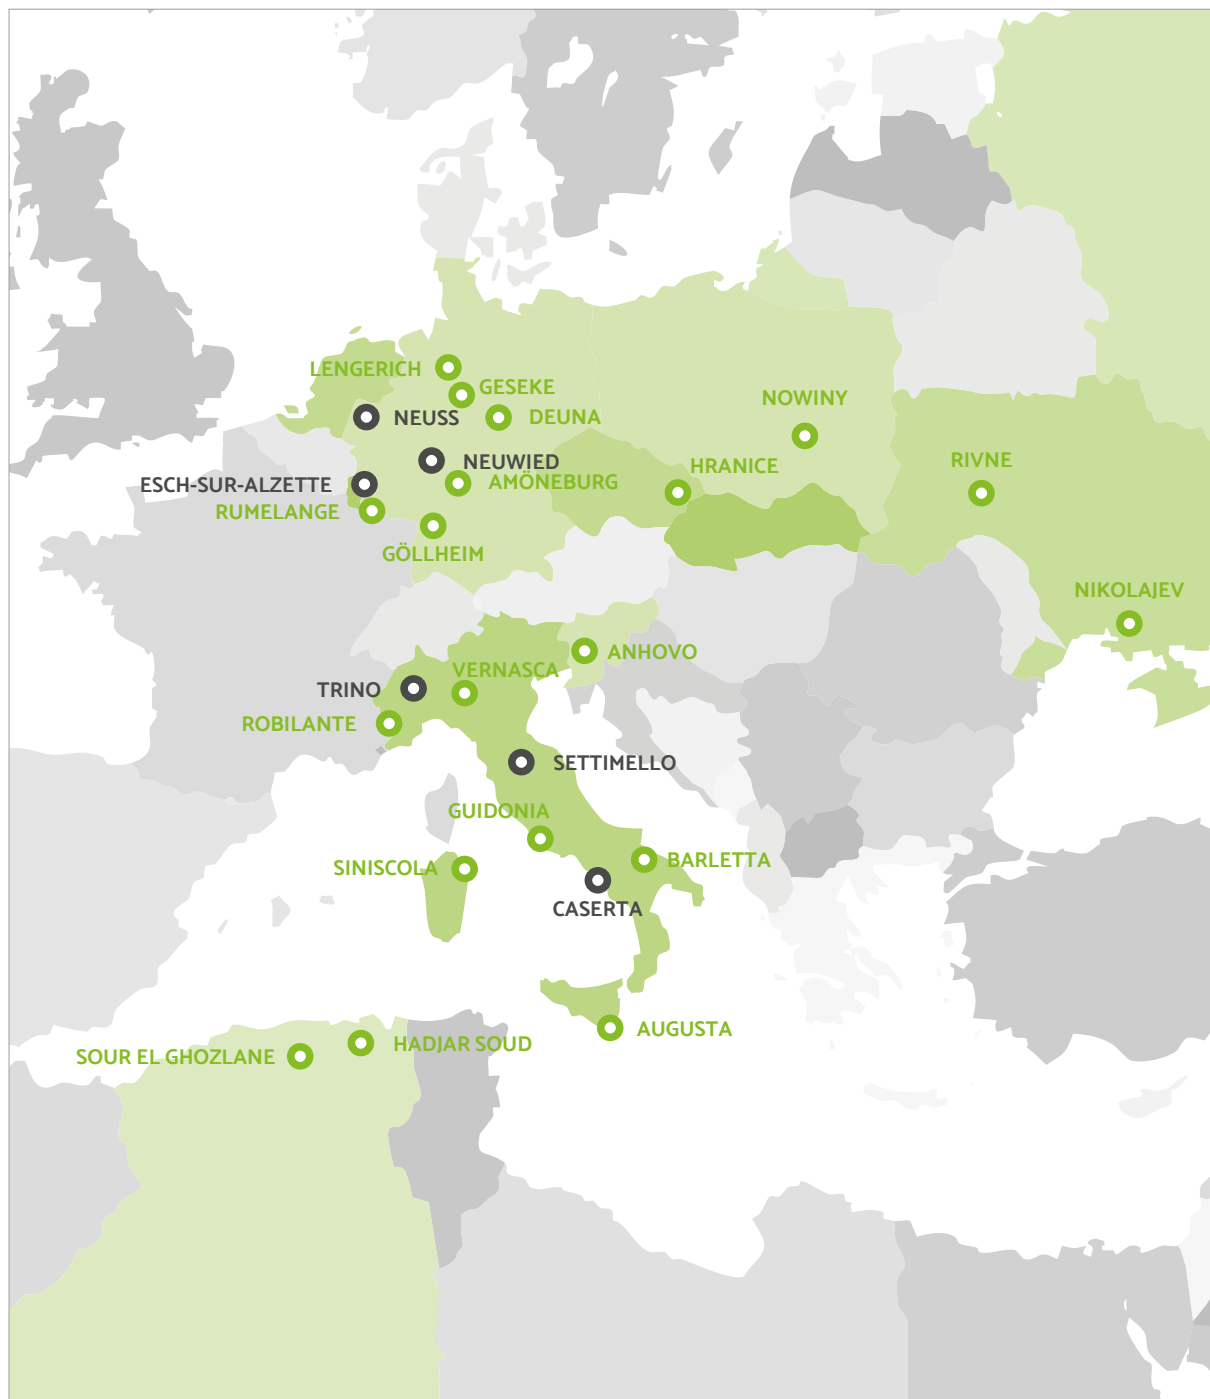 LENGERICH
GESEKE
NEUSS
DEUNA
NOWINY
NEUWIED
HRANICE
RIVNE
ESCH-SUR-ALZETTE
AMÖNEBURG
RUMELANGE
GÖLLHEIM
NIKOLAJEV
ANHOVO
VERNASCA
TRINO
ROBILANTE
SETTIMELLO
GUIDONIA
BARLETTA
SINISCOLA
CASERTA
AUGUSTA
HADJAR SOUD
SOUR EL GHOZLANE